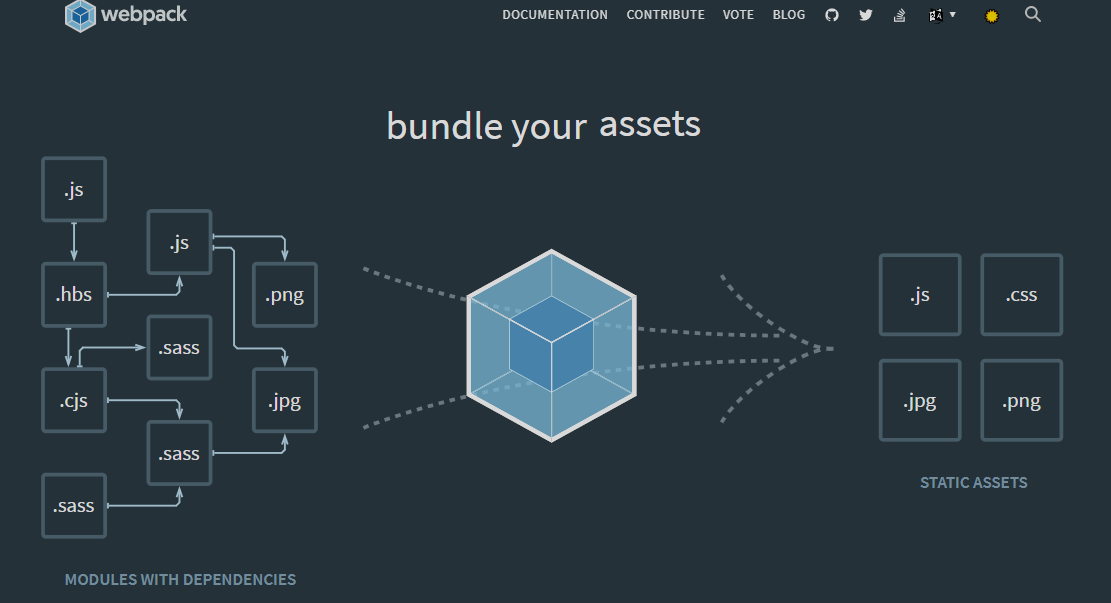 webpack
DOCUMENTATION CONTRIBUTE VOTE BLOG
bundle your assets
.js
.js
.hbs
.png
.sass
.cjs
.jpg
.sass
.sass
MODULES WITH DEPENDENCIES
.js .css
.jpg .png
STATIC ASSETS